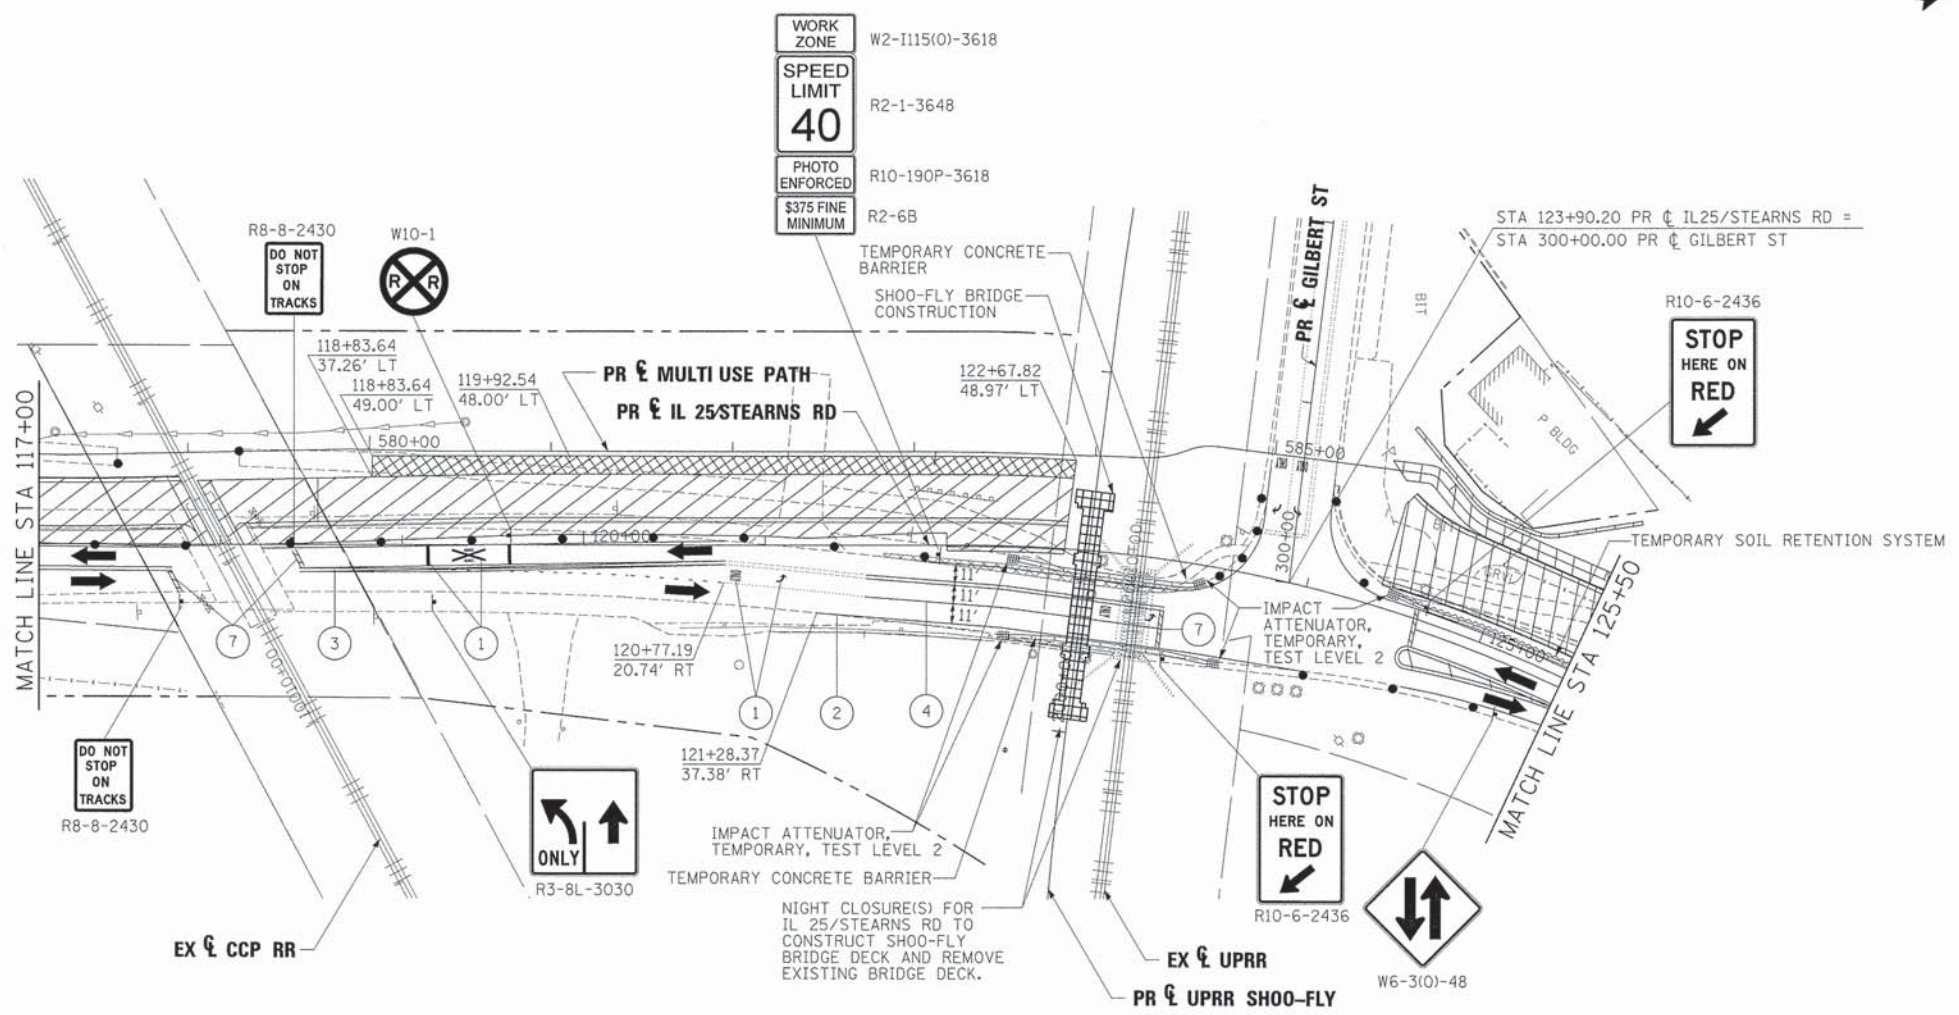 WORK
ZONE
W2-I115(O)-3618
SPEED
LIMIT
40
R2-1-3648
PHOTO
ENFORCED
R10-190P-3618
$375 FINE
MINIMUM
R2-6B
R8-8-2430
DO NOT
STOP
ON
TRACKS
W10-1
R R
TEMPORARY CONCRETE
BARRIER
SHOO-FLY BRIDGE
CONSTRUCTION
PR ℄ GILBERT ST
STA 123+90.20 PR ℄ IL25/STEARNS RD =
STA 300+00.00 PR ℄ GILBERT ST
R10-6-2436
STOP
HERE ON
RED
BIT
P BLDG
118+83.64
37.26' LT
118+83.64
49.00' LT
119+92.54
48.00' LT
PR ℄ MULTI USE PATH
PR ℄ IL 25/STEARNS RD
122+67.82
48.97' LT
MATCH LINE STA 117+00
580+00
585+00
120+00
300+00
TEMPORARY SOIL RETENTION SYSTEM
11'
11'
11'
IMPACT
ATTENUATOR,
TEMPORARY,
TEST LEVEL 2
125+00
MATCH LINE STA 125+50
7
3
1
7
120+77.19
20.74' RT
1
2
4
121+28.37
37.38' RT
DO NOT
STOP
ON
TRACKS
R8-8-2430
ONLY
R3-8L-3030
IMPACT ATTENUATOR,
TEMPORARY, TEST LEVEL 2
TEMPORARY CONCRETE BARRIER
NIGHT CLOSURE(S) FOR
IL 25/STEARNS RD TO
CONSTRUCT SHOO-FLY
BRIDGE DECK AND REMOVE
EXISTING BRIDGE DECK.
STOP
HERE ON
RED
R10-6-2436
W6-3(O)-48
EX ℄ CCP RR
EX ℄ UPRR
PR ℄ UPRR SHOO-FLY